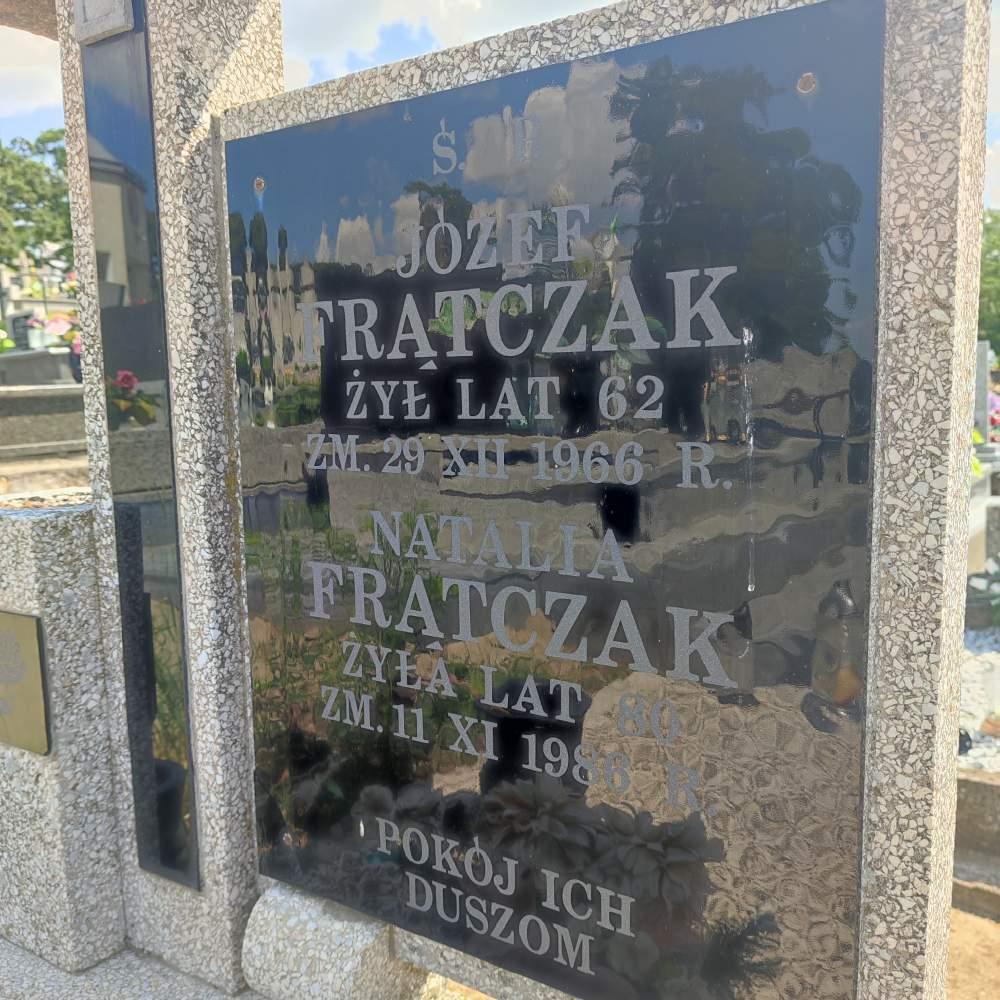 Ś. P.
JÓZEF
FRĄTCZAK
ŻYŁ LAT 62
ZM. 29 XII 1966 R.
NATALIA
FRĄTCZAK
ŻYŁA LAT 80
ZM. 11 XI 1986 R.
POKÓJ ICH
DUSZOM